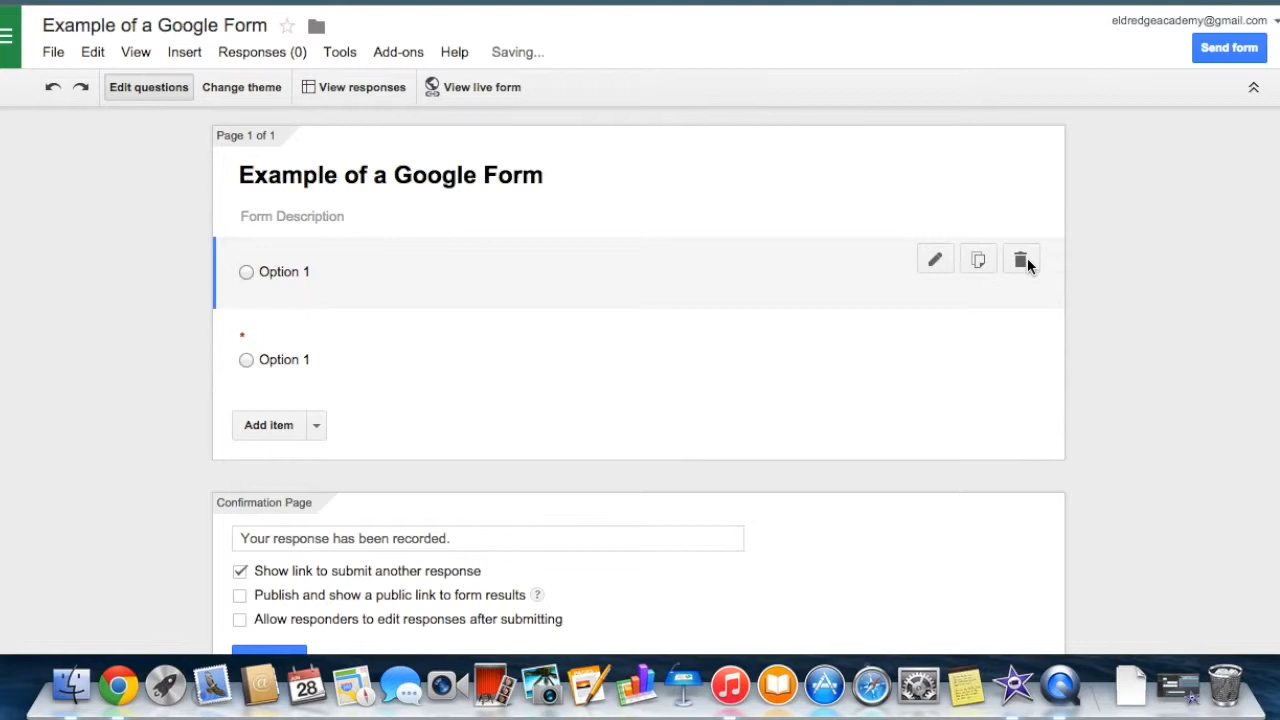 Example of a Google Form
eldredgeacademy@gmail.com
File Edit View Insert Responses (0) Tools Add-ons Help Saving...
Send form
Edit questions Change theme View responses View live form
Page 1 of 1
Example of a Google Form
Form Description
Option 1
*
Option 1
Add item
Confirmation Page
Your response has been recorded.
Show link to submit another response
Publish and show a public link to form results ?
Allow responders to edit responses after submitting
28